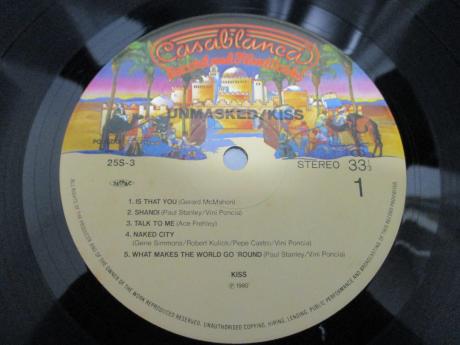 Casablanca
Record and FilmWorks
UNMASKED/KISS
25S-3
STEREO 33 1/3
1
1. IS THAT YOU (Gerard McMahon)
2. SHANDI (Paul Stanley/Vini Poncia)
3. TALK TO ME (Ace Frehley)
4. NAKED CITY
(Gene Simmons/Robert Kulick/Pepe Castro/Vini Poncia)
5. WHAT MAKES THE WORLD GO 'ROUND (Paul Stanley/Vini Poncia)
KISS
℗ 1980
ALL RIGHTS OF THE PRODUCER AND OF THE OWNER OF THE WORK REPRODUCED RESERVED. UNAUTHORISED COPYING, HIRING, LENDING, PUBLIC PERFORMANCE AND BROADCASTING OF THIS RECORD PROHIBITED